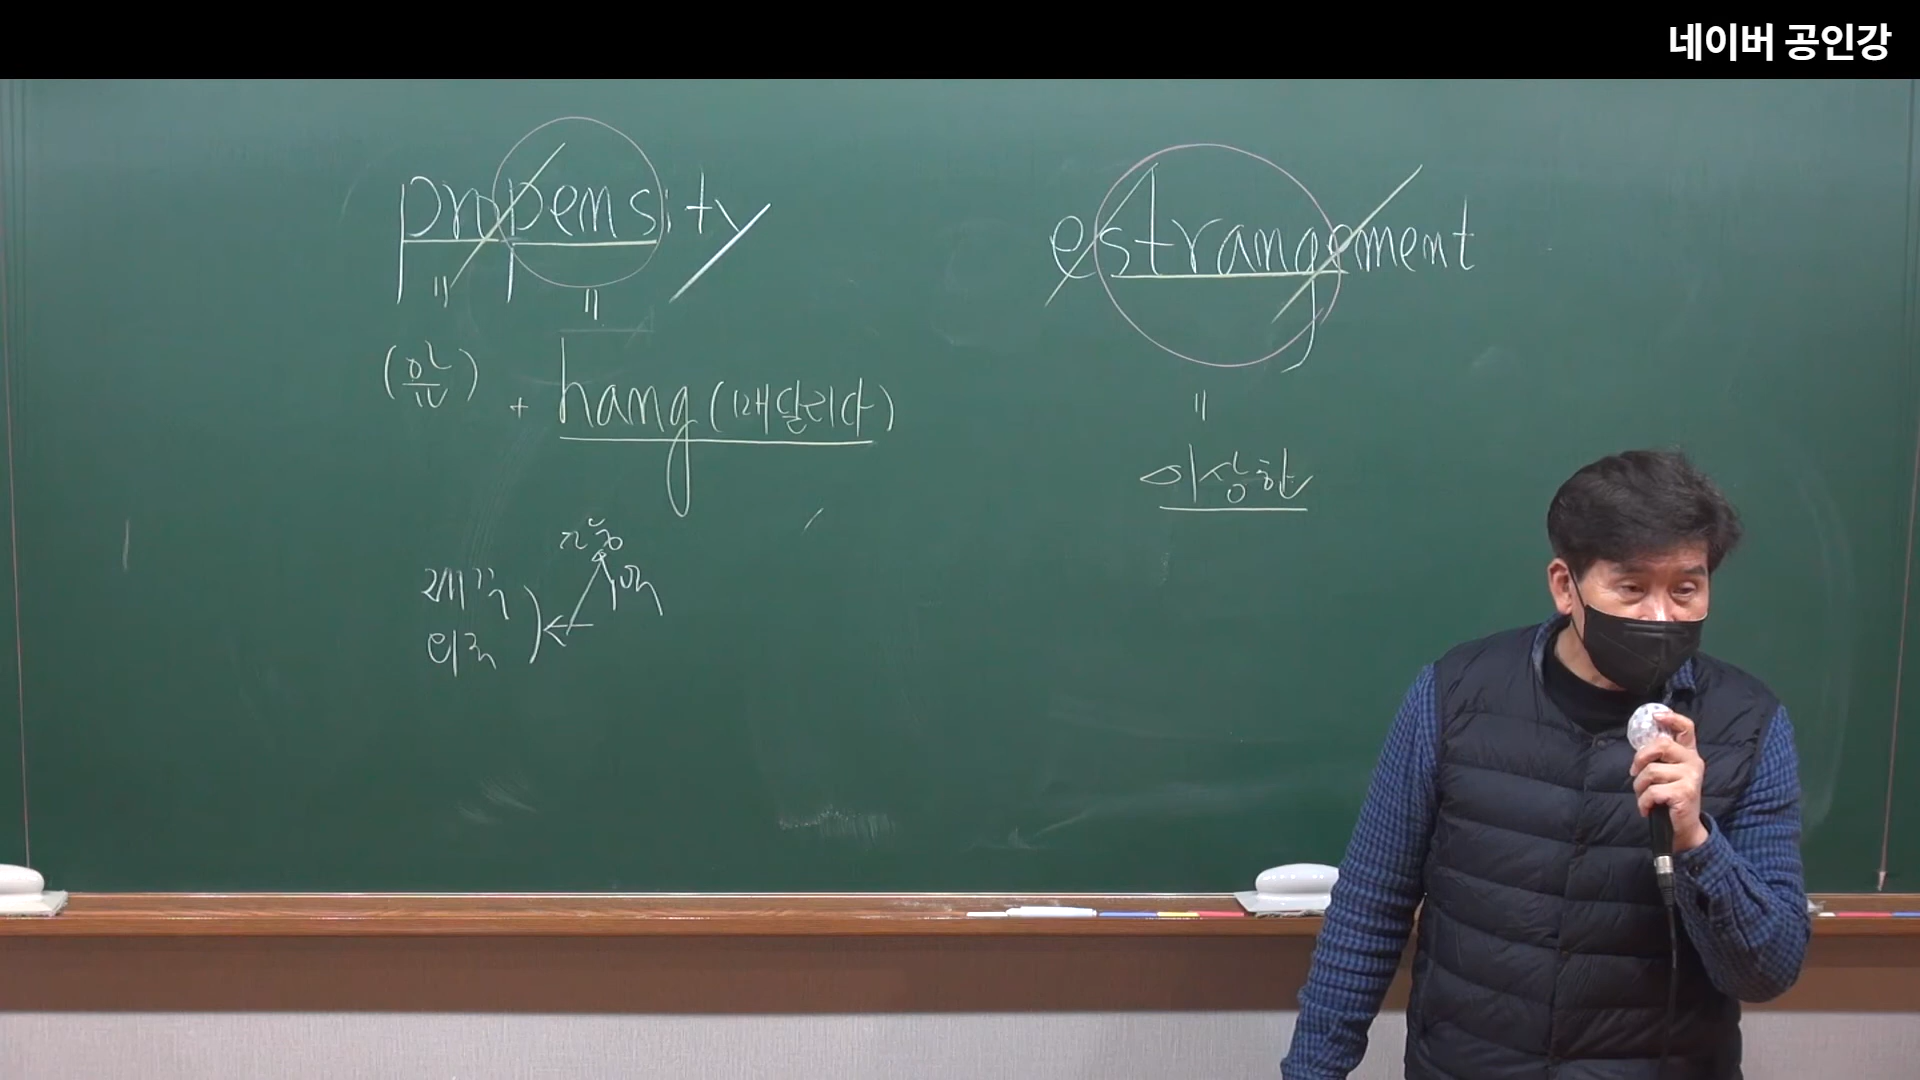 네이버 공인강
propensity
estrangement
=
=
(앞)
+ hang (매달리다)
=
이상한